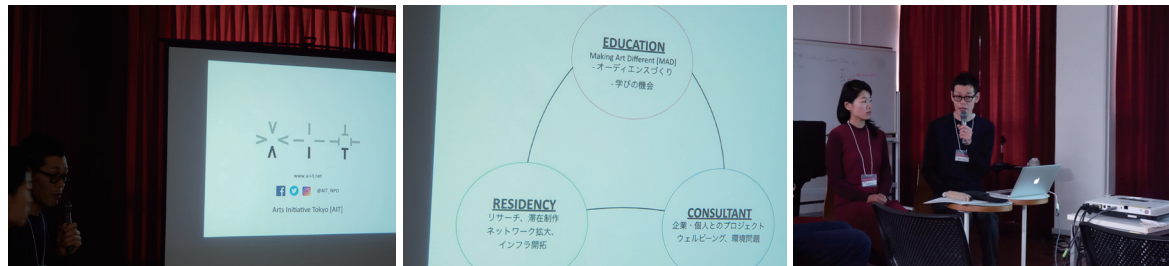 Λ I T
www.a-i-t.net
@AIT_NPO
Arts Initiative Tokyo [AIT]
EDUCATION
Making Art Different [MAD]
- オーディエンスづくり
- 学びの機会
RESIDENCY
リサーチ、滞在制作
ネットワーク拡大、
インフラ開拓
CONSULTANT
企業・個人とのプロジェクト
ウェルビーング、環境問題